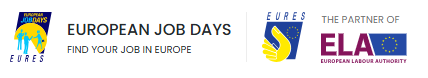 EUROPEAN
JOBDAYS
EURES
EUROPEAN JOB DAYS
FIND YOUR JOB IN EUROPE
EURES
THE PARTNER OF
ELA
EUROPEAN LABOUR AUTHORITY